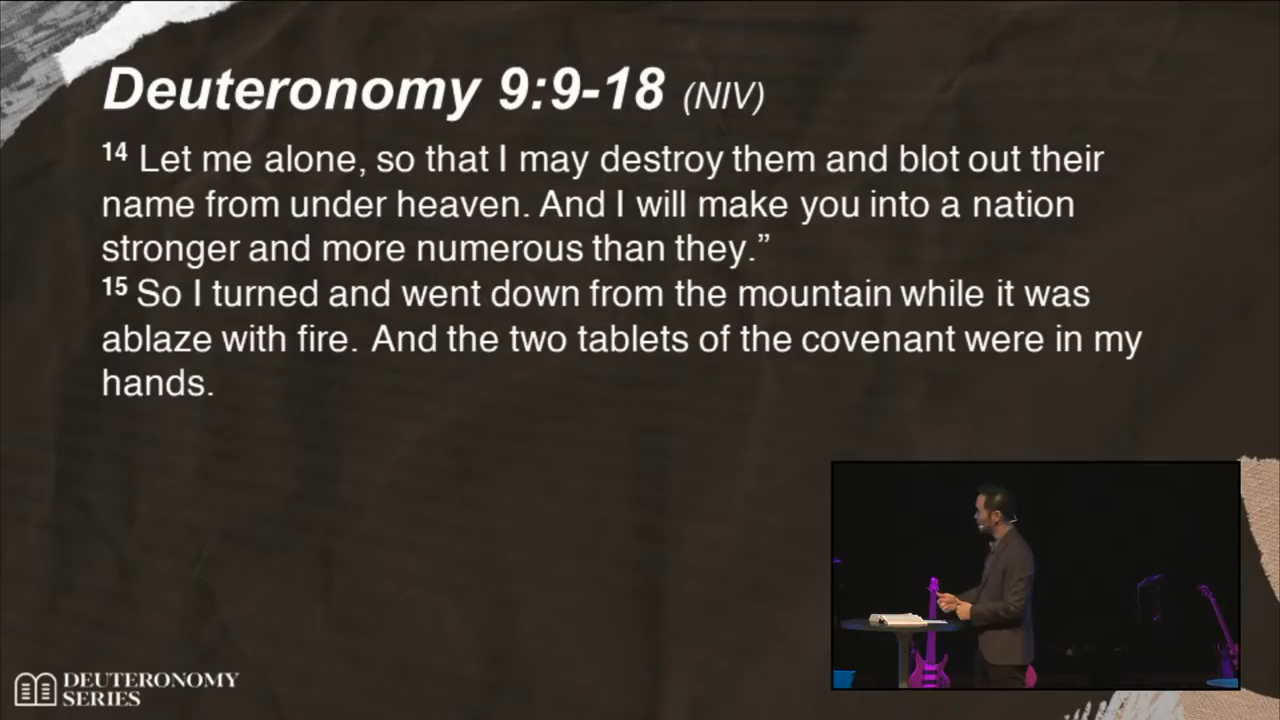 Deuteronomy 9:9-18 (NIV)
14 Let me alone, so that I may destroy them and blot out their
name from under heaven. And I will make you into a nation
stronger and more numerous than they.”
15 So I turned and went down from the mountain while it was
ablaze with fire. And the two tablets of the covenant were in my
hands.
DEUTERONOMY
SERIES